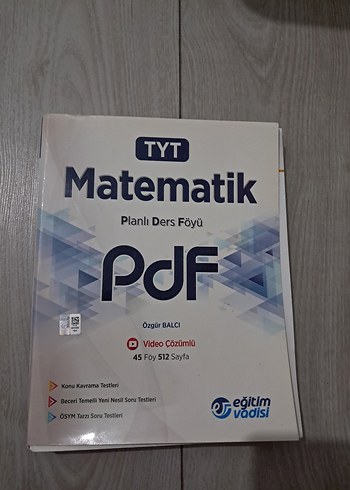 TYT
Matematik
Planlı Ders Föyü
PdF
Özgür BALCI
Video Çözümlü
45 Föy 512 Sayfa
Konu Kavrama Testleri
Beceri Temelli Yeni Nesil Soru Testleri
ÖSYM Tarzı Soru Testleri
eğitim
vadisi